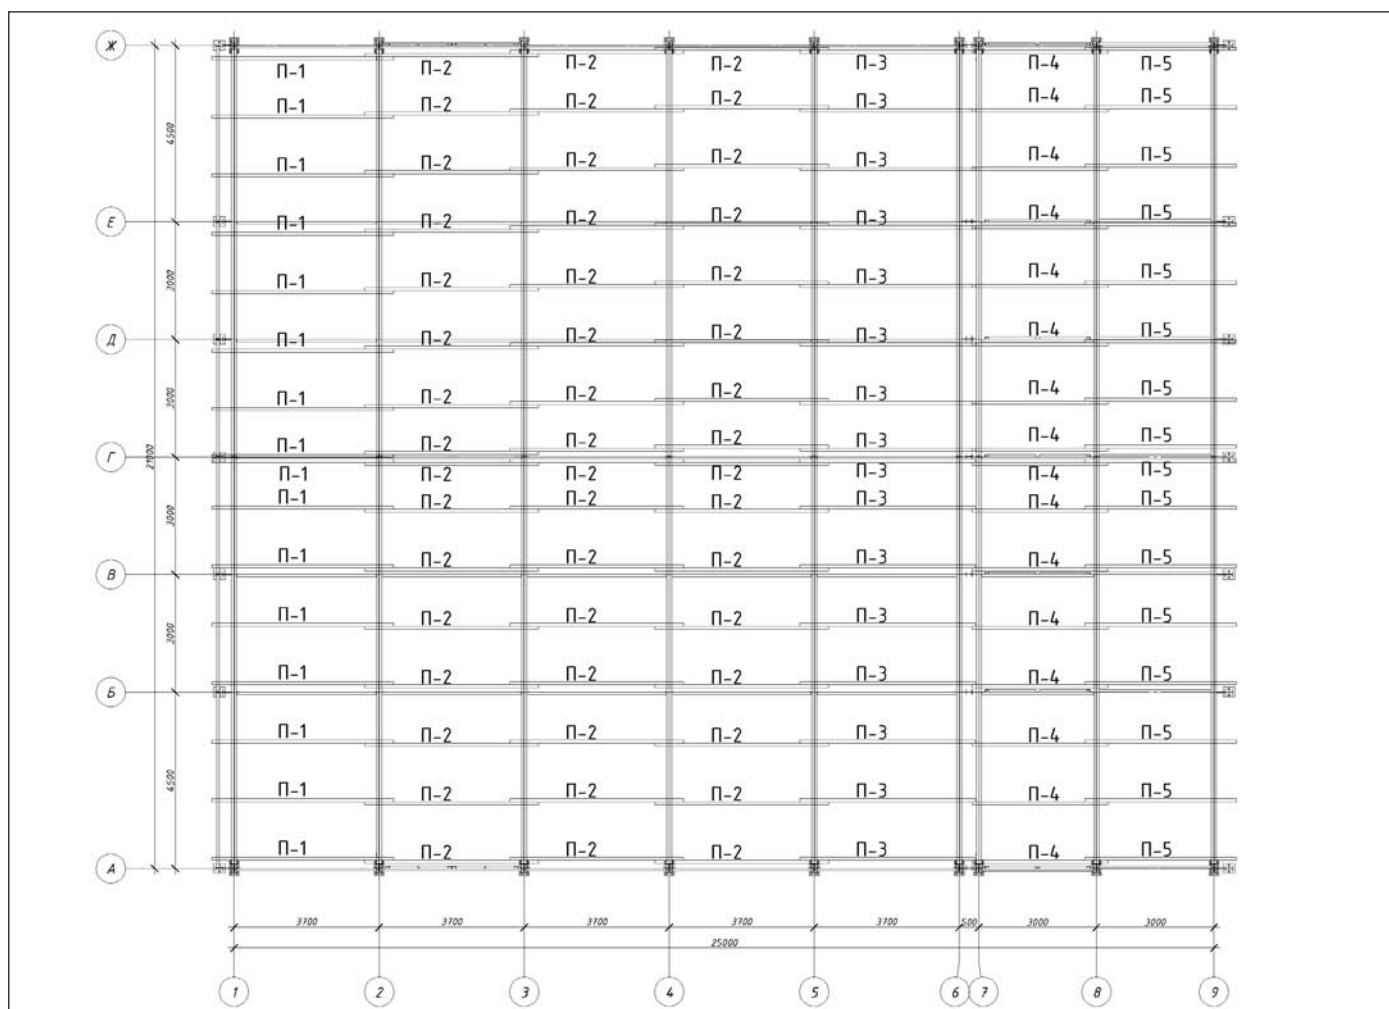 Ж П-1 П-2 П-2 П-2 П-3 П-4 П-5
П-1 П-2 П-2 П-2 П-3 П-4 П-5
4500
П-1 П-2 П-2 П-2 П-3 П-4 П-5
Е П-1 П-2 П-2 П-2 П-3 П-4 П-5
3000 П-1 П-2 П-2 П-2 П-3 П-4 П-5
Д П-1 П-2 П-2 П-2 П-3 П-4 П-5
3000 П-1 П-2 П-2 П-2 П-3 П-4 П-5
Г П-1 П-2 П-2 П-2 П-3 П-4 П-5
21000
П-1 П-2 П-2 П-2 П-3 П-4 П-5
3000 П-1 П-2 П-2 П-2 П-3 П-4 П-5
В П-1 П-2 П-2 П-2 П-3 П-4 П-5
3000 П-1 П-2 П-2 П-2 П-3 П-4 П-5
Б П-1 П-2 П-2 П-2 П-3 П-4 П-5
П-1 П-2 П-2 П-2 П-3 П-4 П-5
4500 П-1 П-2 П-2 П-2 П-3 П-4 П-5
А П-1 П-2 П-2 П-2 П-3 П-4 П-5
3700 3700 3700 3700 3700 500 3000 3000
25000
1 2 3 4 5 6 7 8 9